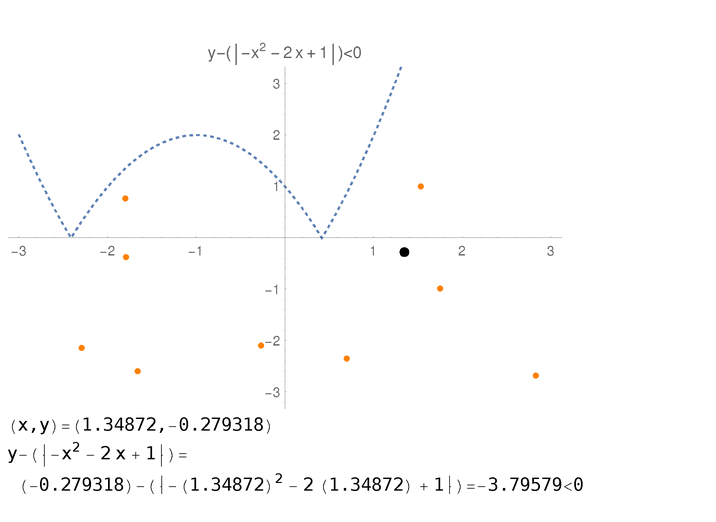 y−(|−x² − 2 x + 1|)<0
3
2
1
−3 −2 −1 1 2 3
−1
−2
−3
(x,y)=(1.34872,−0.279318)
y−(|−x² − 2 x + 1|)=
(−0.279318)−(|−(1.34872)² − 2 (1.34872) + 1|)=−3.79579<0